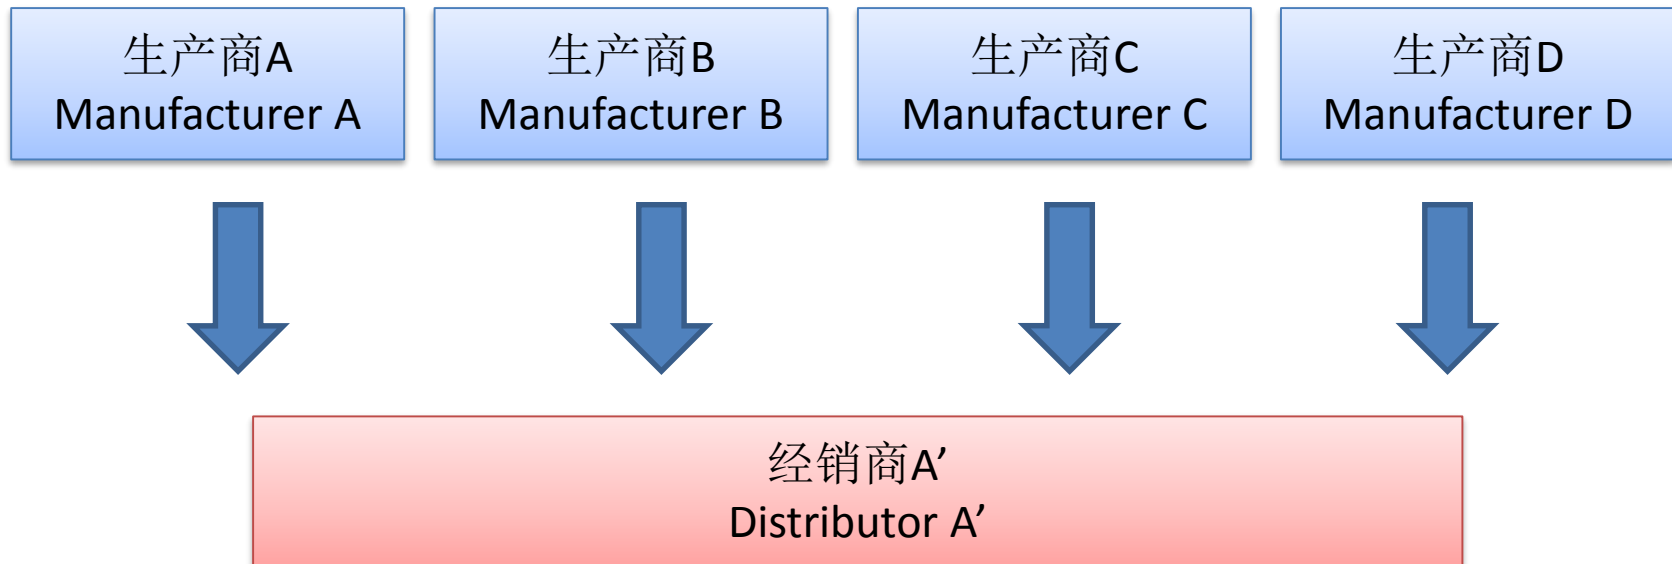 生产商A
Manufacturer A
生产商B
Manufacturer B
生产商C
Manufacturer C
生产商D
Manufacturer D
经销商A’
Distributor A’